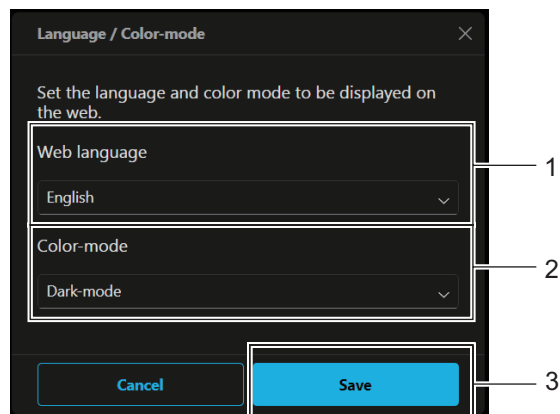 Language / Color-mode
Set the language and color mode to be displayed on
the web.
Web language
1
English
Color-mode
2
Dark-mode
Cancel
Save
3